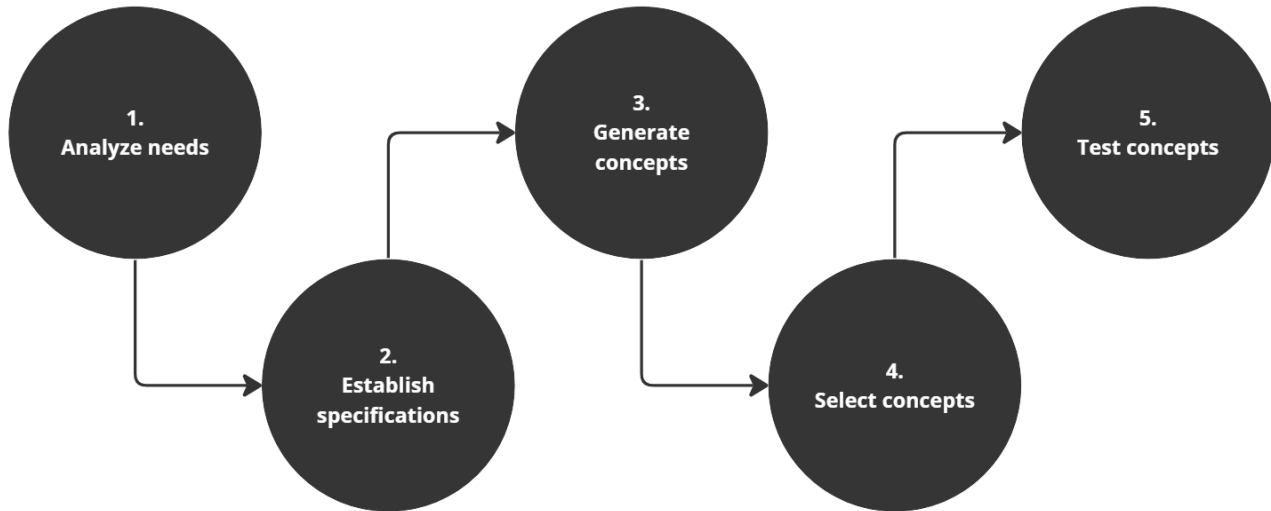 1.
Analyze needs
2.
Establish
specifications
3.
Generate
concepts
4.
Select concepts
5.
Test concepts